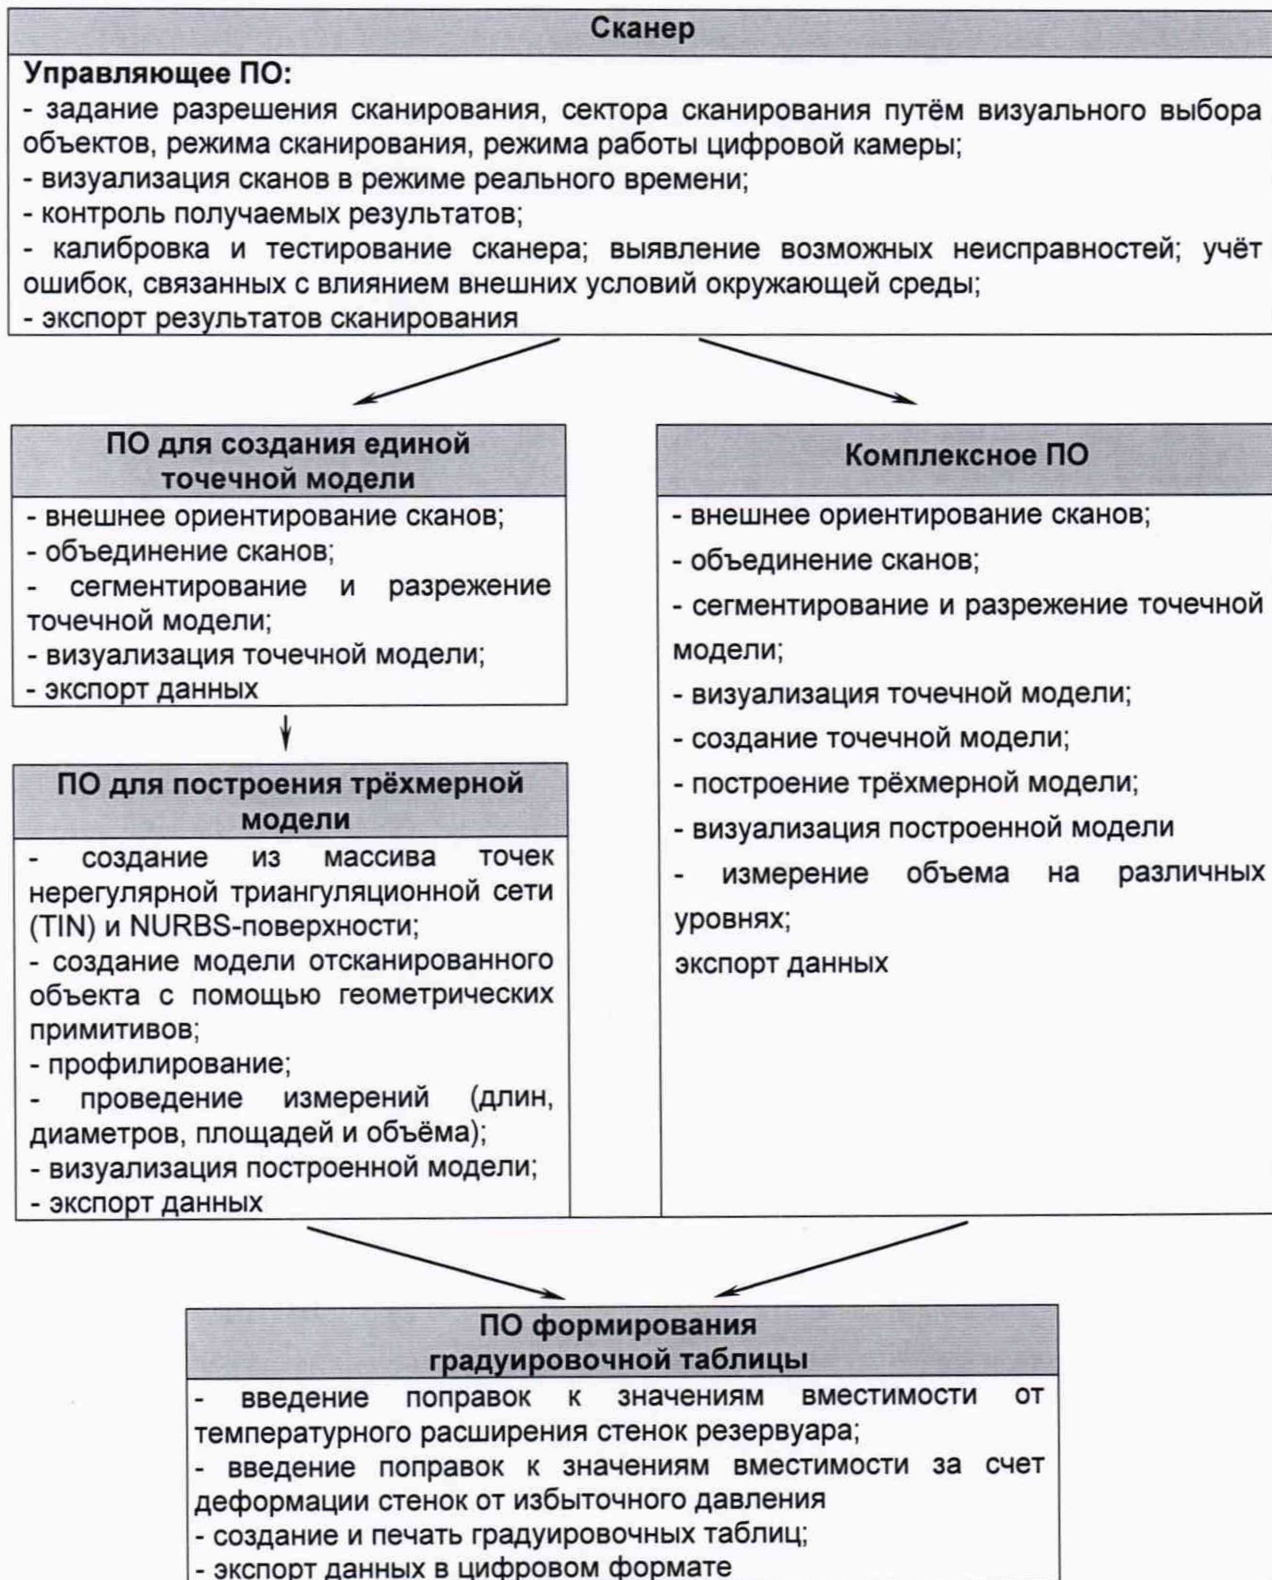 Сканер
Управляющее ПО:
- задание разрешения сканирования, сектора сканирования путём визуального выбора
объектов, режима сканирования, режима работы цифровой камеры;
- визуализация сканов в режиме реального времени;
- контроль получаемых результатов;
- калибровка и тестирование сканера; выявление возможных неисправностей; учёт
ошибок, связанных с влиянием внешних условий окружающей среды;
- экспорт результатов сканирования
ПО для создания единой
точечной модели
- внешнее ориентирование сканов;
- объединение сканов;
- сегментирование и разрежение
точечной модели;
- визуализация точечной модели;
- экспорт данных
ПО для построения трёхмерной
модели
- создание из массива точек
нерегулярной триангуляционной сети
(TIN) и NURBS-поверхности;
- создание модели отсканированного
объекта с помощью геометрических
примитивов;
- профилирование;
- проведение измерений (длин,
диаметров, площадей и объёма);
- визуализация построенной модели;
- экспорт данных
Комплексное ПО
- внешнее ориентирование сканов;
- объединение сканов;
- сегментирование и разрежение точечной
модели;
- визуализация точечной модели;
- создание точечной модели;
- построение трёхмерной модели;
- визуализация построенной модели
- измерение объема на различных
уровнях;
экспорт данных
ПО формирования
градуировочной таблицы
- введение поправок к значениям вместимости от
температурного расширения стенок резервуара;
- введение поправок к значениям вместимости за счет
деформации стенок от избыточного давления
- создание и печать градуировочных таблиц;
- экспорт данных в цифровом формате